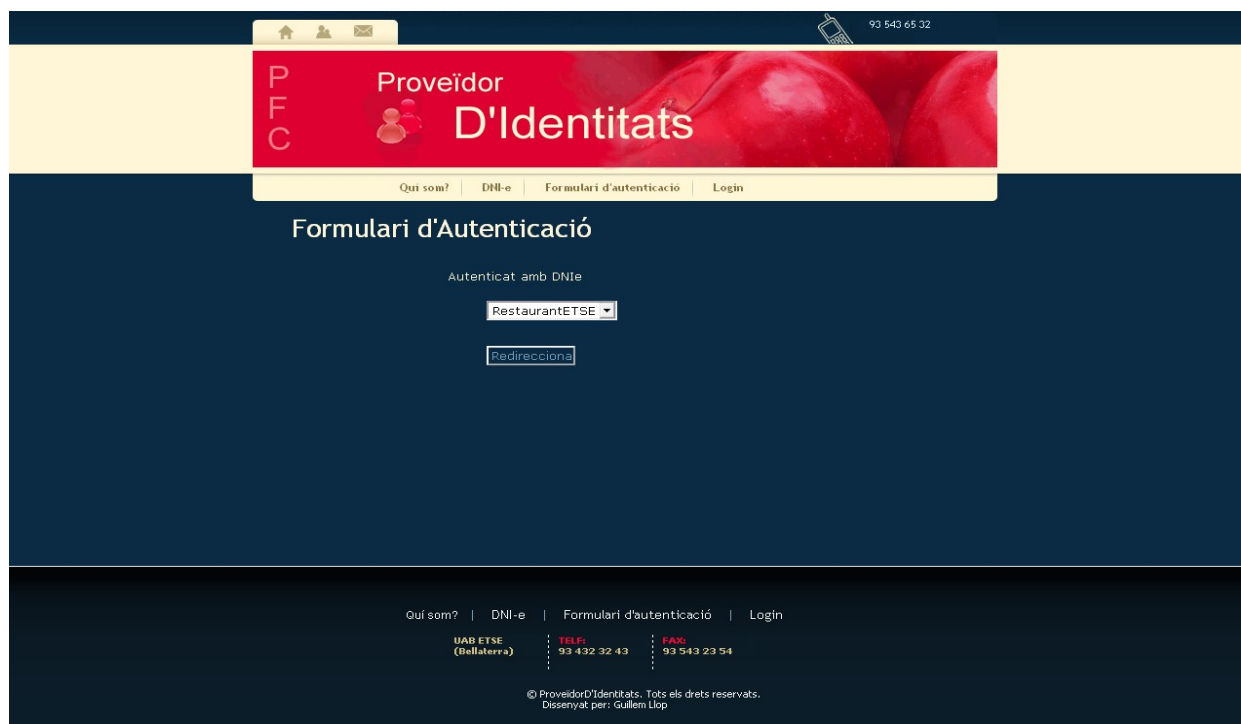 93 543 65 32
P
F
C
Proveïdor
D'Identitats
Qui som? | DNI-e | Formulari d'autenticació | Login
Formulari d'Autenticació
Autenticat amb DNIe
RestaurantETSE
Redirecciona
Quí som? | DNI-e | Formulari d'autenticació | Login
UAB ETSE
(Bellaterra)
TELF:
93 432 32 43
FAX:
93 543 23 54
© ProveïdorD'Identitats. Tots els drets reservats.
Dissenyat per: Guillem Llop